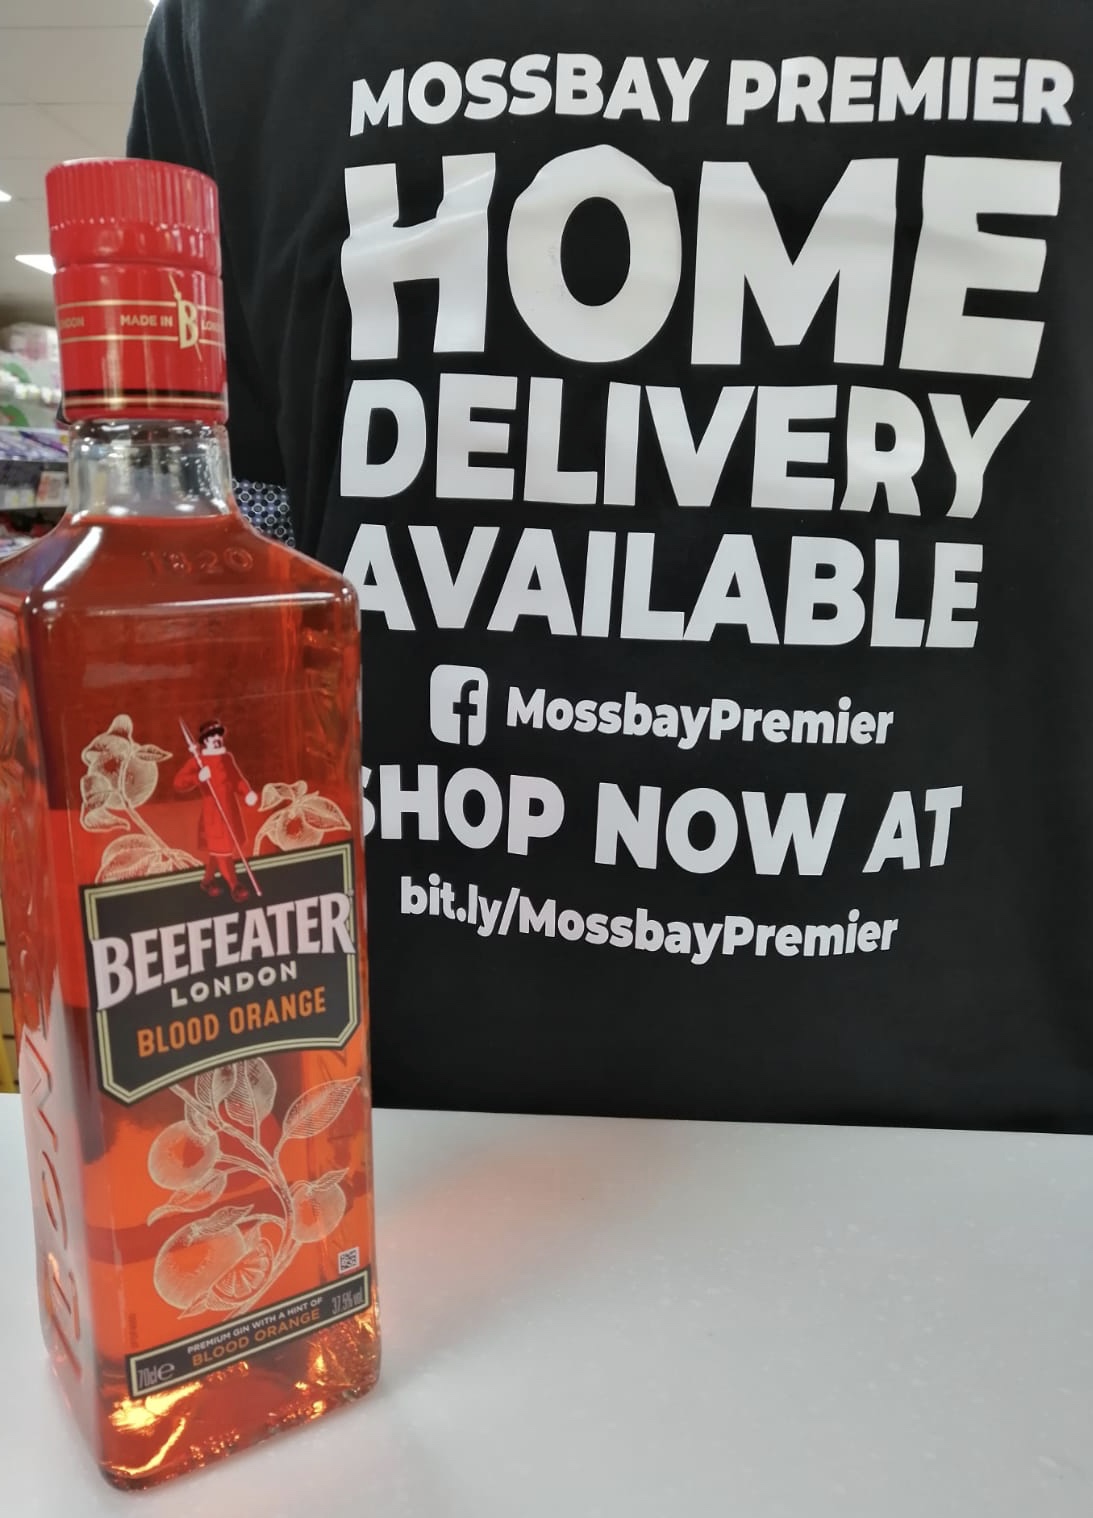 MOSSBAY PREMIER
HOME
DELIVERY
AVAILABLE
MossbayPremier
SHOP NOW AT
bit.ly/MossbayPremier
MADE IN
B
1820
BEEFEATER
LONDON
BLOOD ORANGE
PREMIUM GIN WITH A HINT OF
BLOOD ORANGE
70cl e
37.5% vol